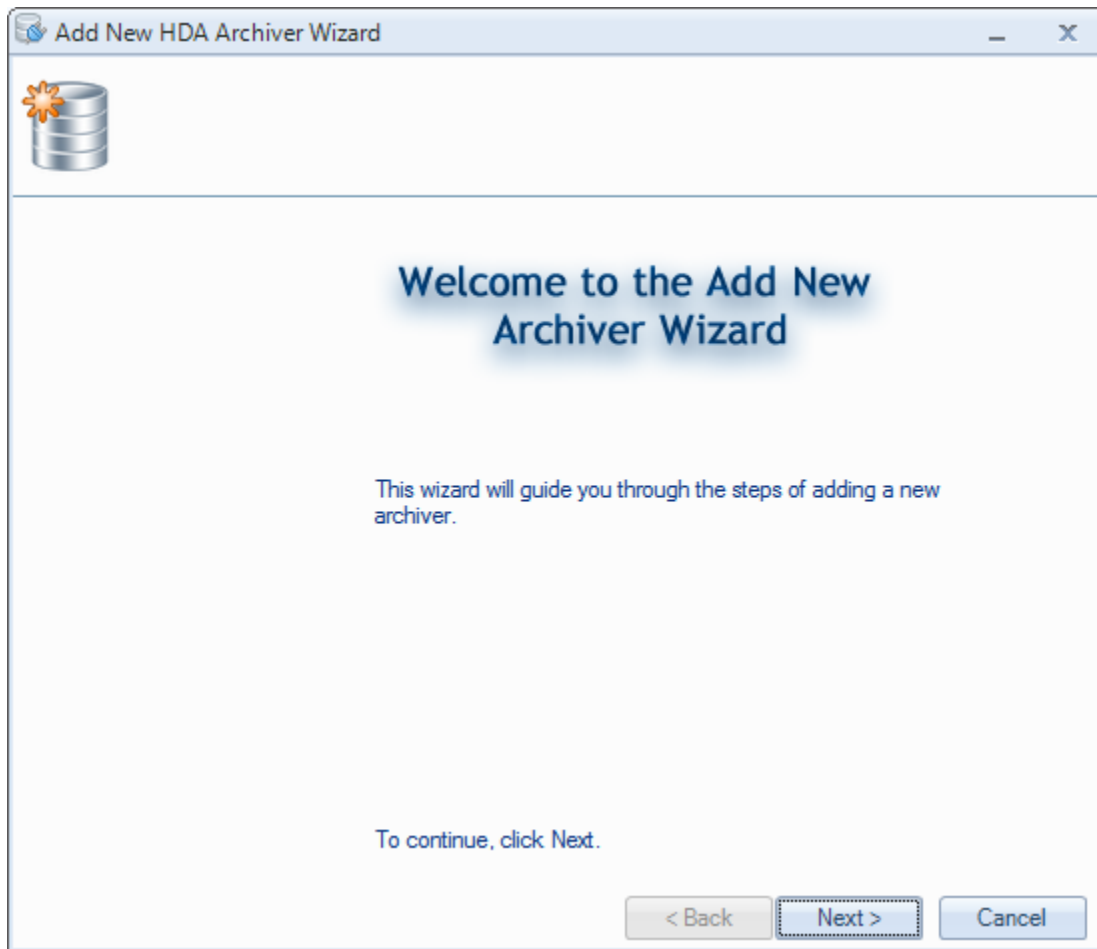 Add New HDA Archiver Wizard
Welcome to the Add New
Archiver Wizard
This wizard will guide you through the steps of adding a new
archiver.
To continue, click Next.
< Back
Next >
Cancel